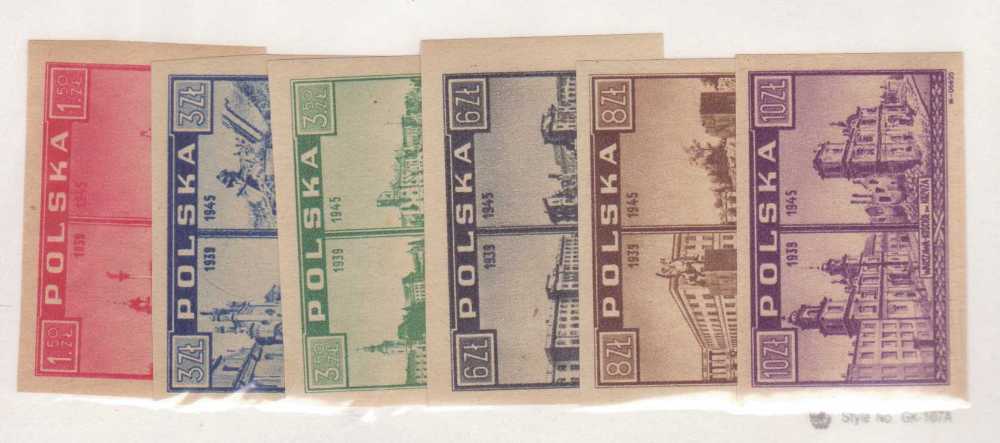 1.50 ZŁ
POLSKA
1945
1939
1.50 ZŁ
3 ZŁ
POLSKA
1945
1939
3 ZŁ
3.50 ZŁ
POLSKA
1945
1939
3.50 ZŁ
6 ZŁ
POLSKA
1945
1939
6 ZŁ
8 ZŁ
POLSKA
1945
1939
8 ZŁ
10 ZŁ
POLSKA
1945
1939
10 ZŁ
Style No. GK-167A